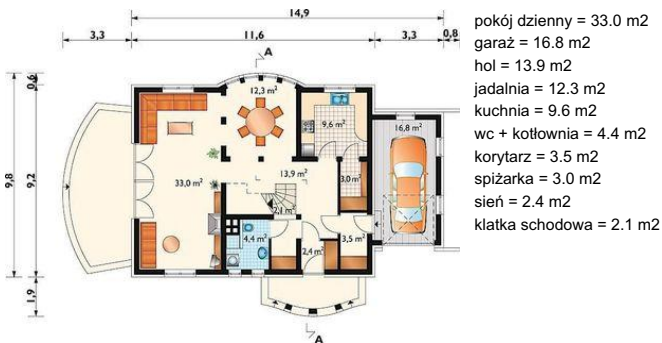 14,9
3,3 11,6 3,3 0,8
A
0,6
9,8
9,2
1,9
12,3 m²
9,6 m²
16,8 m²
33,0 m²
13,9 m²
3,0 m²
2,1 m²
4,4 m²
2,4 m²
3,5 m²
A
pokój dzienny = 33.0 m2
garaż = 16.8 m2
hol = 13.9 m2
jadalnia = 12.3 m2
kuchnia = 9.6 m2
wc + kotłownia = 4.4 m2
korytarz = 3.5 m2
spiżarka = 3.0 m2
sień = 2.4 m2
klatka schodowa = 2.1 m2